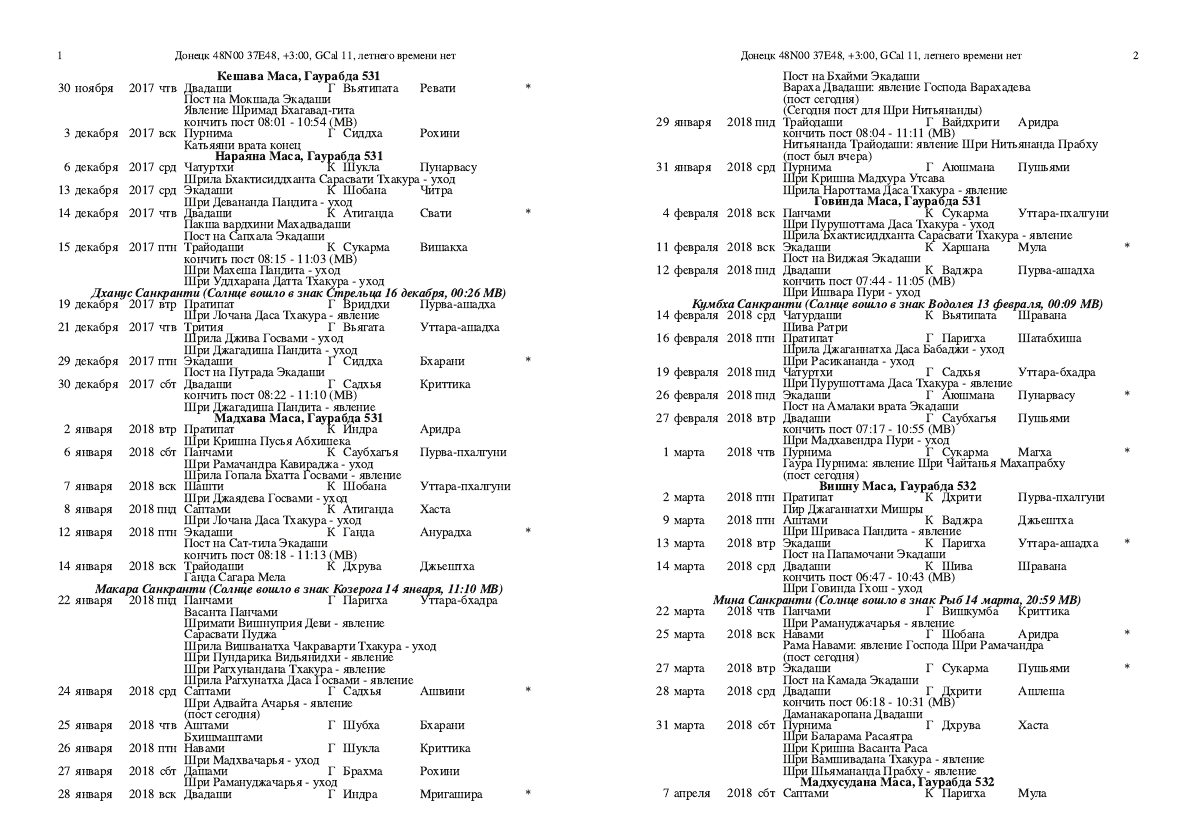 1 Донецк 48N00 37E48, +3:00, GCal 11, летнего времени нет
Кешава Маса, Гаурабда 531
30 ноября 2017 чтв Двадаши Г Вьятипата Ревати *
Пост на Мокшада Экадаши
Явление Шримад Бхагавад-гита
кончить пост 08:01 - 10:54 (МВ)
3 декабря 2017 вск Пурнима Г Сиддха Рохини
Катьяяни врата конец
Нараяна Маса, Гаурабда 531
6 декабря 2017 срд Чатуртхи К Шукла Пунарвасу
Шрила Бхактисиддханта Сарасвати Тхакура - уход
13 декабря 2017 срд Экадаши К Шобана Читра
Шри Девананда Пандита - уход
14 декабря 2017 чтв Двадаши К Атиганда Свати *
Пакша вардхини Махадвадаши
Пост на Сапхала Экадаши
15 декабря 2017 птн Трайодаши К Сукарма Вишакха
кончить пост 08:15 - 11:03 (МВ)
Шри Махеша Пандита - уход
Шри Уддхарана Датта Тхакура - уход
Дханус Санкранти (Солнце вошло в знак Стрельца 16 декабря, 00:26 МВ)
19 декабря 2017 втр Пратипат Г Вриддхи Пурва-ашадха
Шри Лочана Даса Тхакура - явление
21 декабря 2017 чтв Трития Г Вьягата Уттара-ашадха
Шрила Джива Госвами - уход
Шри Джагадиша Пандита - уход
29 декабря 2017 птн Экадаши Г Сиддха Бхарани *
Пост на Путрада Экадаши
30 декабря 2017 сбт Двадаши Г Садхья Криттика
кончить пост 08:22 - 11:10 (МВ)
Шри Джагадиша Пандита - явление
Мадхава Маса, Гаурабда 531
2 января 2018 втр Пратипат К Индра Аридра
Шри Кришна Пусья Абхишека
6 января 2018 сбт Панчами К Саубхагья Пурва-пхалгуни
Шри Рамачандра Кавираджа - уход
Шрила Гопала Бхатта Госвами - явление
7 января 2018 вск Шашти К Шобана Уттара-пхалгуни
Шри Джаядева Госвами - уход
8 января 2018 пнд Саптами К Атиганда Хаста
Шри Лочана Даса Тхакура - уход
12 января 2018 птн Экадаши К Ганда Анурадха *
Пост на Сат-тила Экадаши
кончить пост 08:18 - 11:13 (МВ)
14 января 2018 вск Трайодаши К Дхрува Джьештха
Ганда Сагара Мела
Макара Санкранти (Солнце вошло в знак Козерога 14 января, 11:10 МВ)
22 января 2018 пнд Панчами Г Паригха Уттара-бхадра
Васанта Панчами
Шримати Вишнуприя Деви - явление
Сарасвати Пуджа
Шрила Вишванатха Чакраварти Тхакура - уход
Шри Пундарика Видьянидхи - явление
Шри Рагхунандана Тхакура - явление
Шрила Рагхунатха Даса Госвами - явление
24 января 2018 срд Саптами Г Садхья Ашвини *
Шри Адвайта Ачарья - явление
(пост сегодня)
25 января 2018 чтв Аштами Г Шубха Бхарани
Бхишмаштами
26 января 2018 птн Навами Г Шукла Криттика
Шри Мадхвачарья - уход
27 января 2018 сбт Дашами Г Брахма Рохини
Шри Рамануджачарья - уход
28 января 2018 вск Двадаши Г Индра Мригашира *
Донецк 48N00 37E48, +3:00, GCal 11, летнего времени нет 2
Пост на Бхайми Экадаши
Вараха Двадаши: явление Господа Варахадева
(пост сегодня)
(Сегодня пост для Шри Нитьянанды)
29 января 2018 пнд Трайодаши Г Вайдхрити Аридра
кончить пост 08:04 - 11:11 (МВ)
Нитьянанда Трайодаши: явление Шри Нитьянанда Прабху
(пост был вчера)
31 января 2018 срд Пурнима Г Аюшмана Пушьями
Шри Кришна Мадхура Утсава
Шрила Нароттама Даса Тхакура - явление
Говинда Маса, Гаурабда 531
4 февраля 2018 вск Панчами К Сукарма Уттара-пхалгуни
Шри Пурушоттама Даса Тхакура - уход
Шрила Бхактисиддханта Сарасвати Тхакура - явление
11 февраля 2018 вск Экадаши К Харшана Мула *
Пост на Виджая Экадаши
12 февраля 2018 пнд Двадаши К Ваджра Пурва-ашадха
кончить пост 07:44 - 11:05 (МВ)
Шри Ишвара Пури - уход
Кумбха Санкранти (Солнце вошло в знак Водолея 13 февраля, 00:09 МВ)
14 февраля 2018 срд Чатурдаши К Вьятипата Шравана
Шива Ратри
16 февраля 2018 птн Пратипат Г Паригха Шатабхиша
Шрила Джаганнатха Даса Бабаджи - уход
Шри Расикананда - уход
19 февраля 2018 пнд Чатуртхи Г Садхья Уттара-бхадра
Шри Пурушоттама Даса Тхакура - явление
26 февраля 2018 пнд Экадаши Г Аюшмана Пунарвасу *
Пост на Амалаки врата Экадаши
27 февраля 2018 втр Двадаши Г Саубхагья Пушьями
кончить пост 07:17 - 10:55 (МВ)
Шри Мадхавендра Пури - уход
1 марта 2018 чтв Пурнима Г Сукарма Магха *
Гаура Пурнима: явление Шри Чайтанья Махапрабху
(пост сегодня)
Вишну Маса, Гаурабда 532
2 марта 2018 птн Пратипат К Дхрити Пурва-пхалгуни
Пир Джаганнатхи Мишры
9 марта 2018 птн Аштами К Ваджра Джьештха
Шри Шриваса Пандита - явление
13 марта 2018 втр Экадаши К Паригха Уттара-ашадха *
Пост на Папамочани Экадаши
14 марта 2018 срд Двадаши К Шива Шравана
кончить пост 06:47 - 10:43 (МВ)
Шри Говинда Гхош - уход
Мина Санкранти (Солнце вошло в знак Рыб 14 марта, 20:59 МВ)
22 марта 2018 чтв Панчами Г Вишкумба Криттика
Шри Рамануджачарья - явление
25 марта 2018 вск Навами Г Шобана Аридра *
Рама Навами: явление Господа Шри Рамачандра
(пост сегодня)
27 марта 2018 втр Экадаши Г Сукарма Пушьями *
Пост на Камада Экадаши
28 марта 2018 срд Двадаши Г Дхрити Ашлеша
кончить пост 06:18 - 10:31 (МВ)
Даманакаропана Двадаши
31 марта 2018 сбт Пурнима Г Дхрува Хаста
Шри Баларама Расаятра
Шри Кришна Васанта Раса
Шри Вамшивадана Тхакура - явление
Шри Шьямананда Прабху - явление
Мадхусудана Маса, Гаурабда 532
7 апреля 2018 сбт Саптами К Паригха Мула